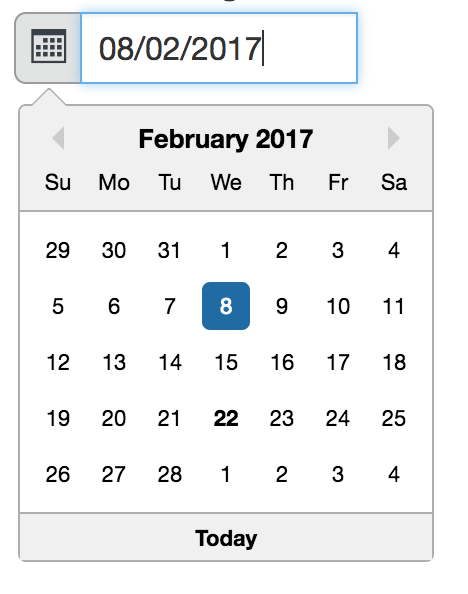 08/02/2017
February 2017
Su Mo Tu We Th Fr Sa
29 30 31 1 2 3 4
5 6 7 8 9 10 11
12 13 14 15 16 17 18
19 20 21 22 23 24 25
26 27 28 1 2 3 4
Today